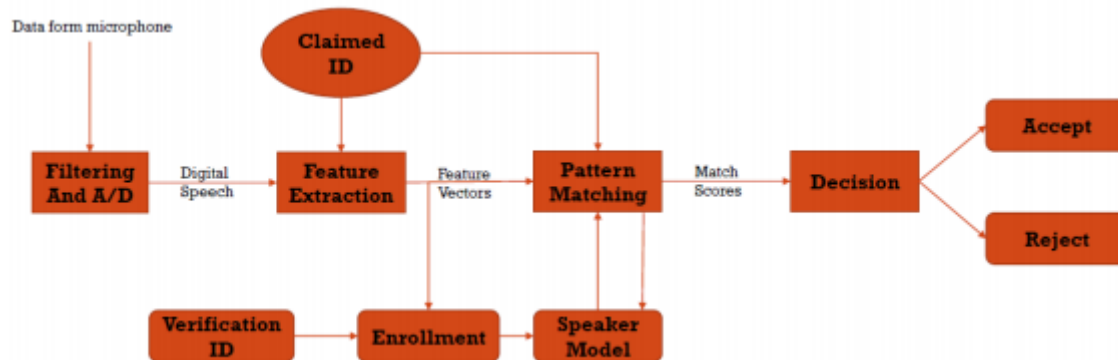 Data form microphone
Claimed
ID
Accept
Filtering
And A/D
Digital
Speech
Feature
Extraction
Feature
Vectors
Pattern
Matching
Match
Scores
Decision
Reject
Verification
ID
Enrollment
Speaker
Model